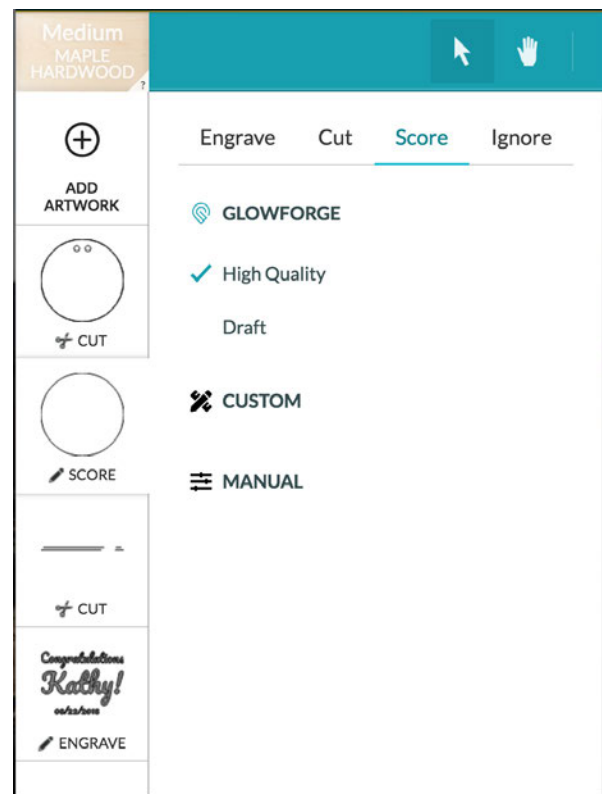 Medium
MAPLE
HARDWOOD
?
Engrave Cut Score Ignore
ADD
ARTWORK
GLOWFORGE
High Quality
Draft
CUT
CUSTOM
SCORE
MANUAL
CUT
Congratulations
Kathy!
ENGRAVE